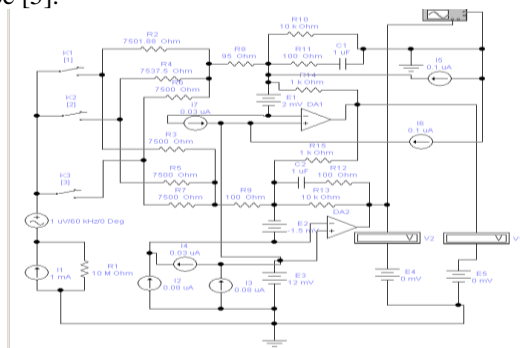 [3].
R10
10 k Ohm
R2
7501.88 Ohm
R11
100 Ohm
C1
1 uF
K1
[1]
R8
95 Ohm
R4
7537.5 Ohm
I5
0.1 uA
R14
1 k Ohm
R6
7500 Ohm
K2
[2]
E1
2 mV
DA1
I7
0.03 uA
I6
0.1 uA
R3
7500 Ohm
R15
1 k Ohm
C2
1 uF
R12
100 Ohm
K3
[3]
R5
7500 Ohm
R7
7500 Ohm
R9
100 Ohm
R13
10 k Ohm
1 uV/60 kHz/0 Deg
E2
-1.5 mV
DA2
V2
I4
0.03 uA
I1
1 mA
R1
10 M Ohm
I2
0.08 uA
I3
0.08 uA
E3
12 mV
E4
0 mV
E5
0 mV